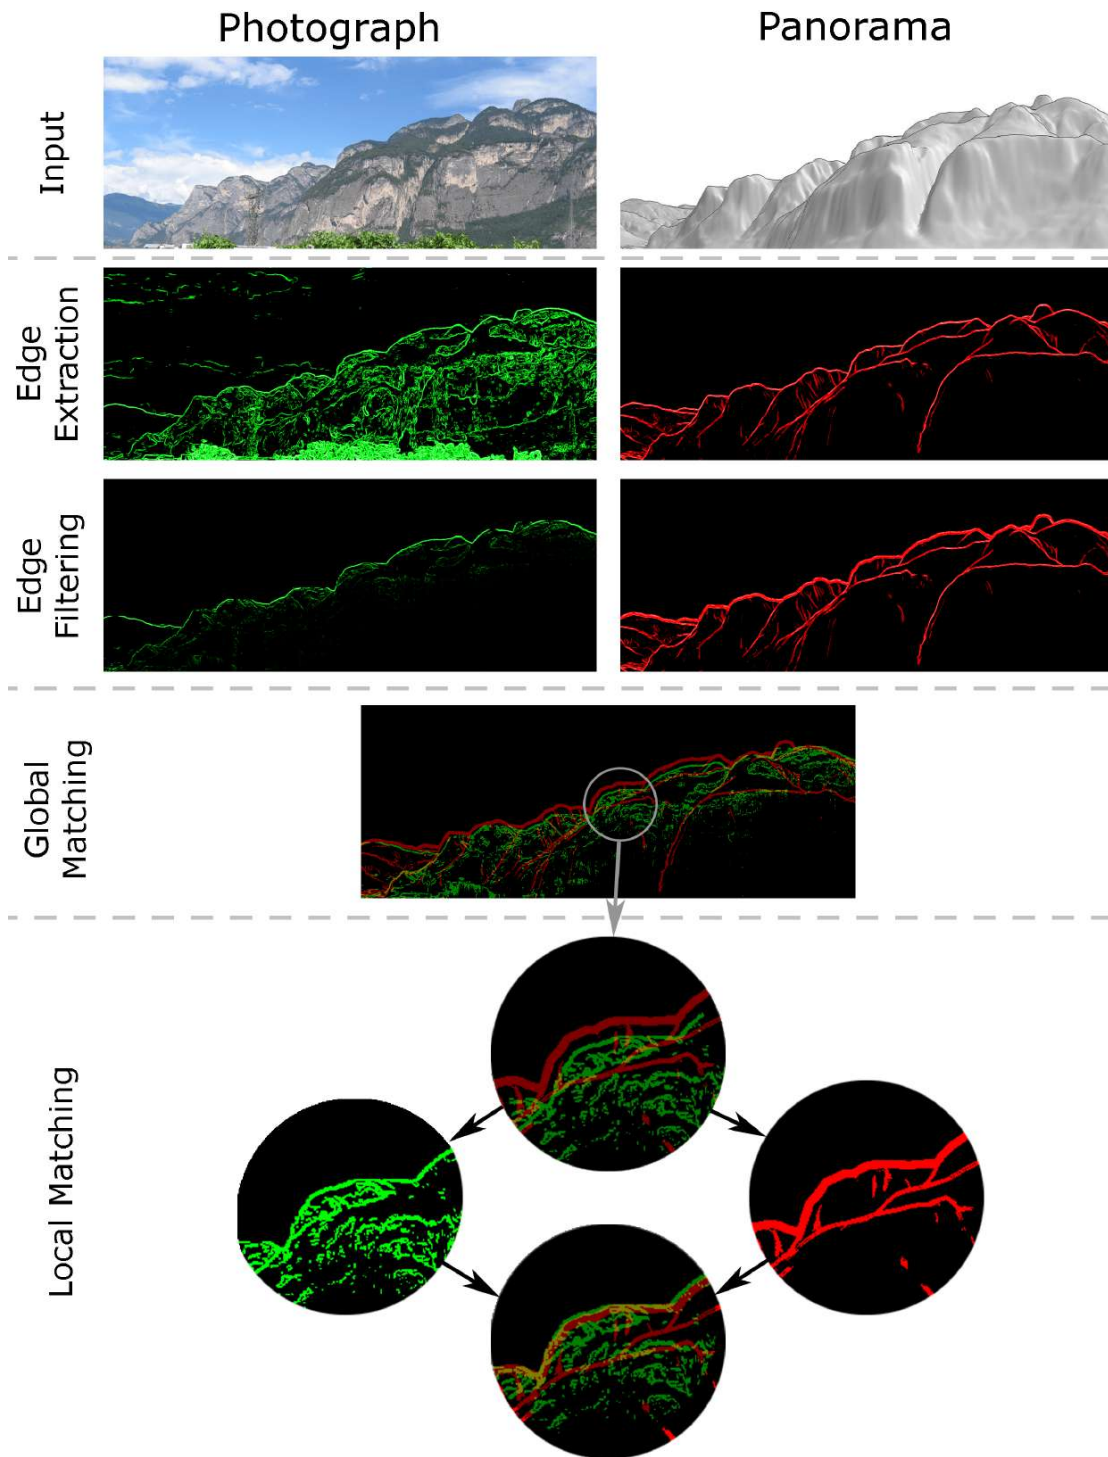 Photograph
Panorama
Input
Edge
Extraction
Edge
Filtering
Global
Matching
Local Matching